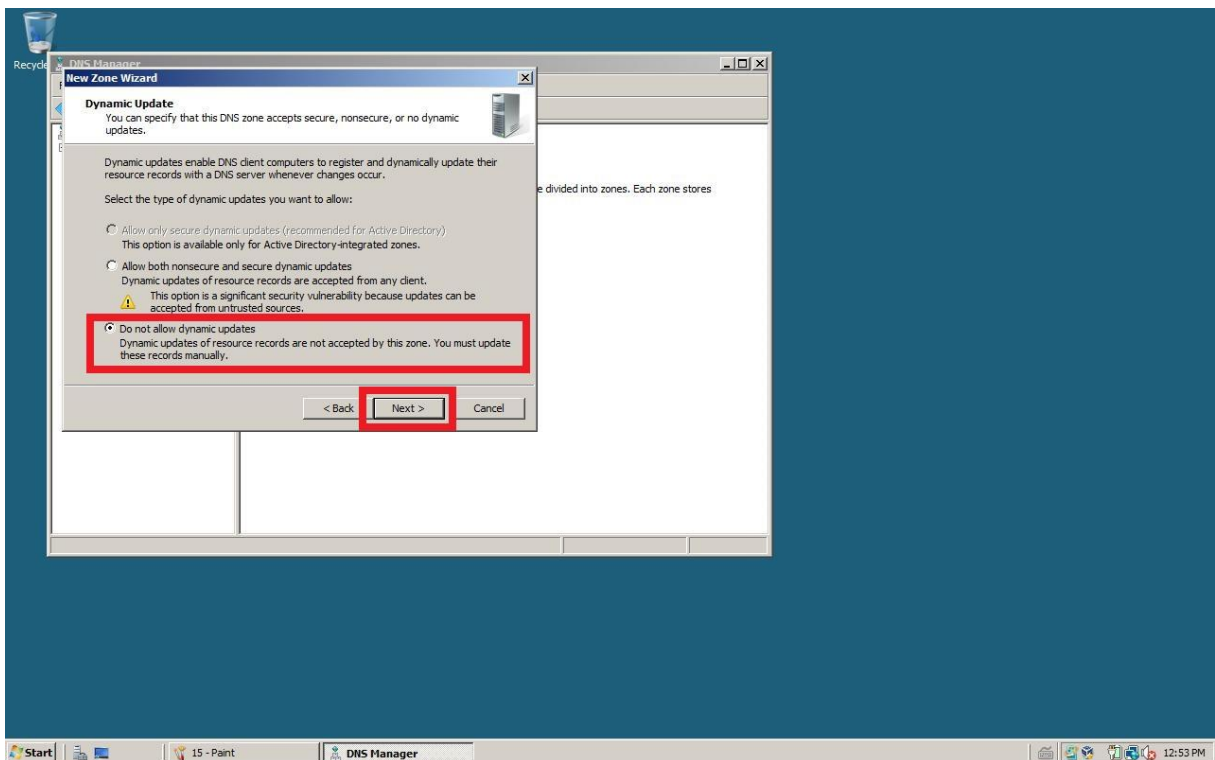 Recycle
DNS Manager
New Zone Wizard
Dynamic Update
You can specify that this DNS zone accepts secure, nonsecure, or no dynamic
updates.
Dynamic updates enable DNS client computers to register and dynamically update their
resource records with a DNS server whenever changes occur.
e divided into zones. Each zone stores
Select the type of dynamic updates you want to allow:
Allow only secure dynamic updates (recommended for Active Directory)
This option is available only for Active Directory-integrated zones.
Allow both nonsecure and secure dynamic updates
Dynamic updates of resource records are accepted from any client.
This option is a significant security vulnerability because updates can be
accepted from untrusted sources.
Do not allow dynamic updates
Dynamic updates of resource records are not accepted by this zone. You must update
these records manually.
< Back Next > Cancel
Start 15 - Paint DNS Manager 12:53 PM